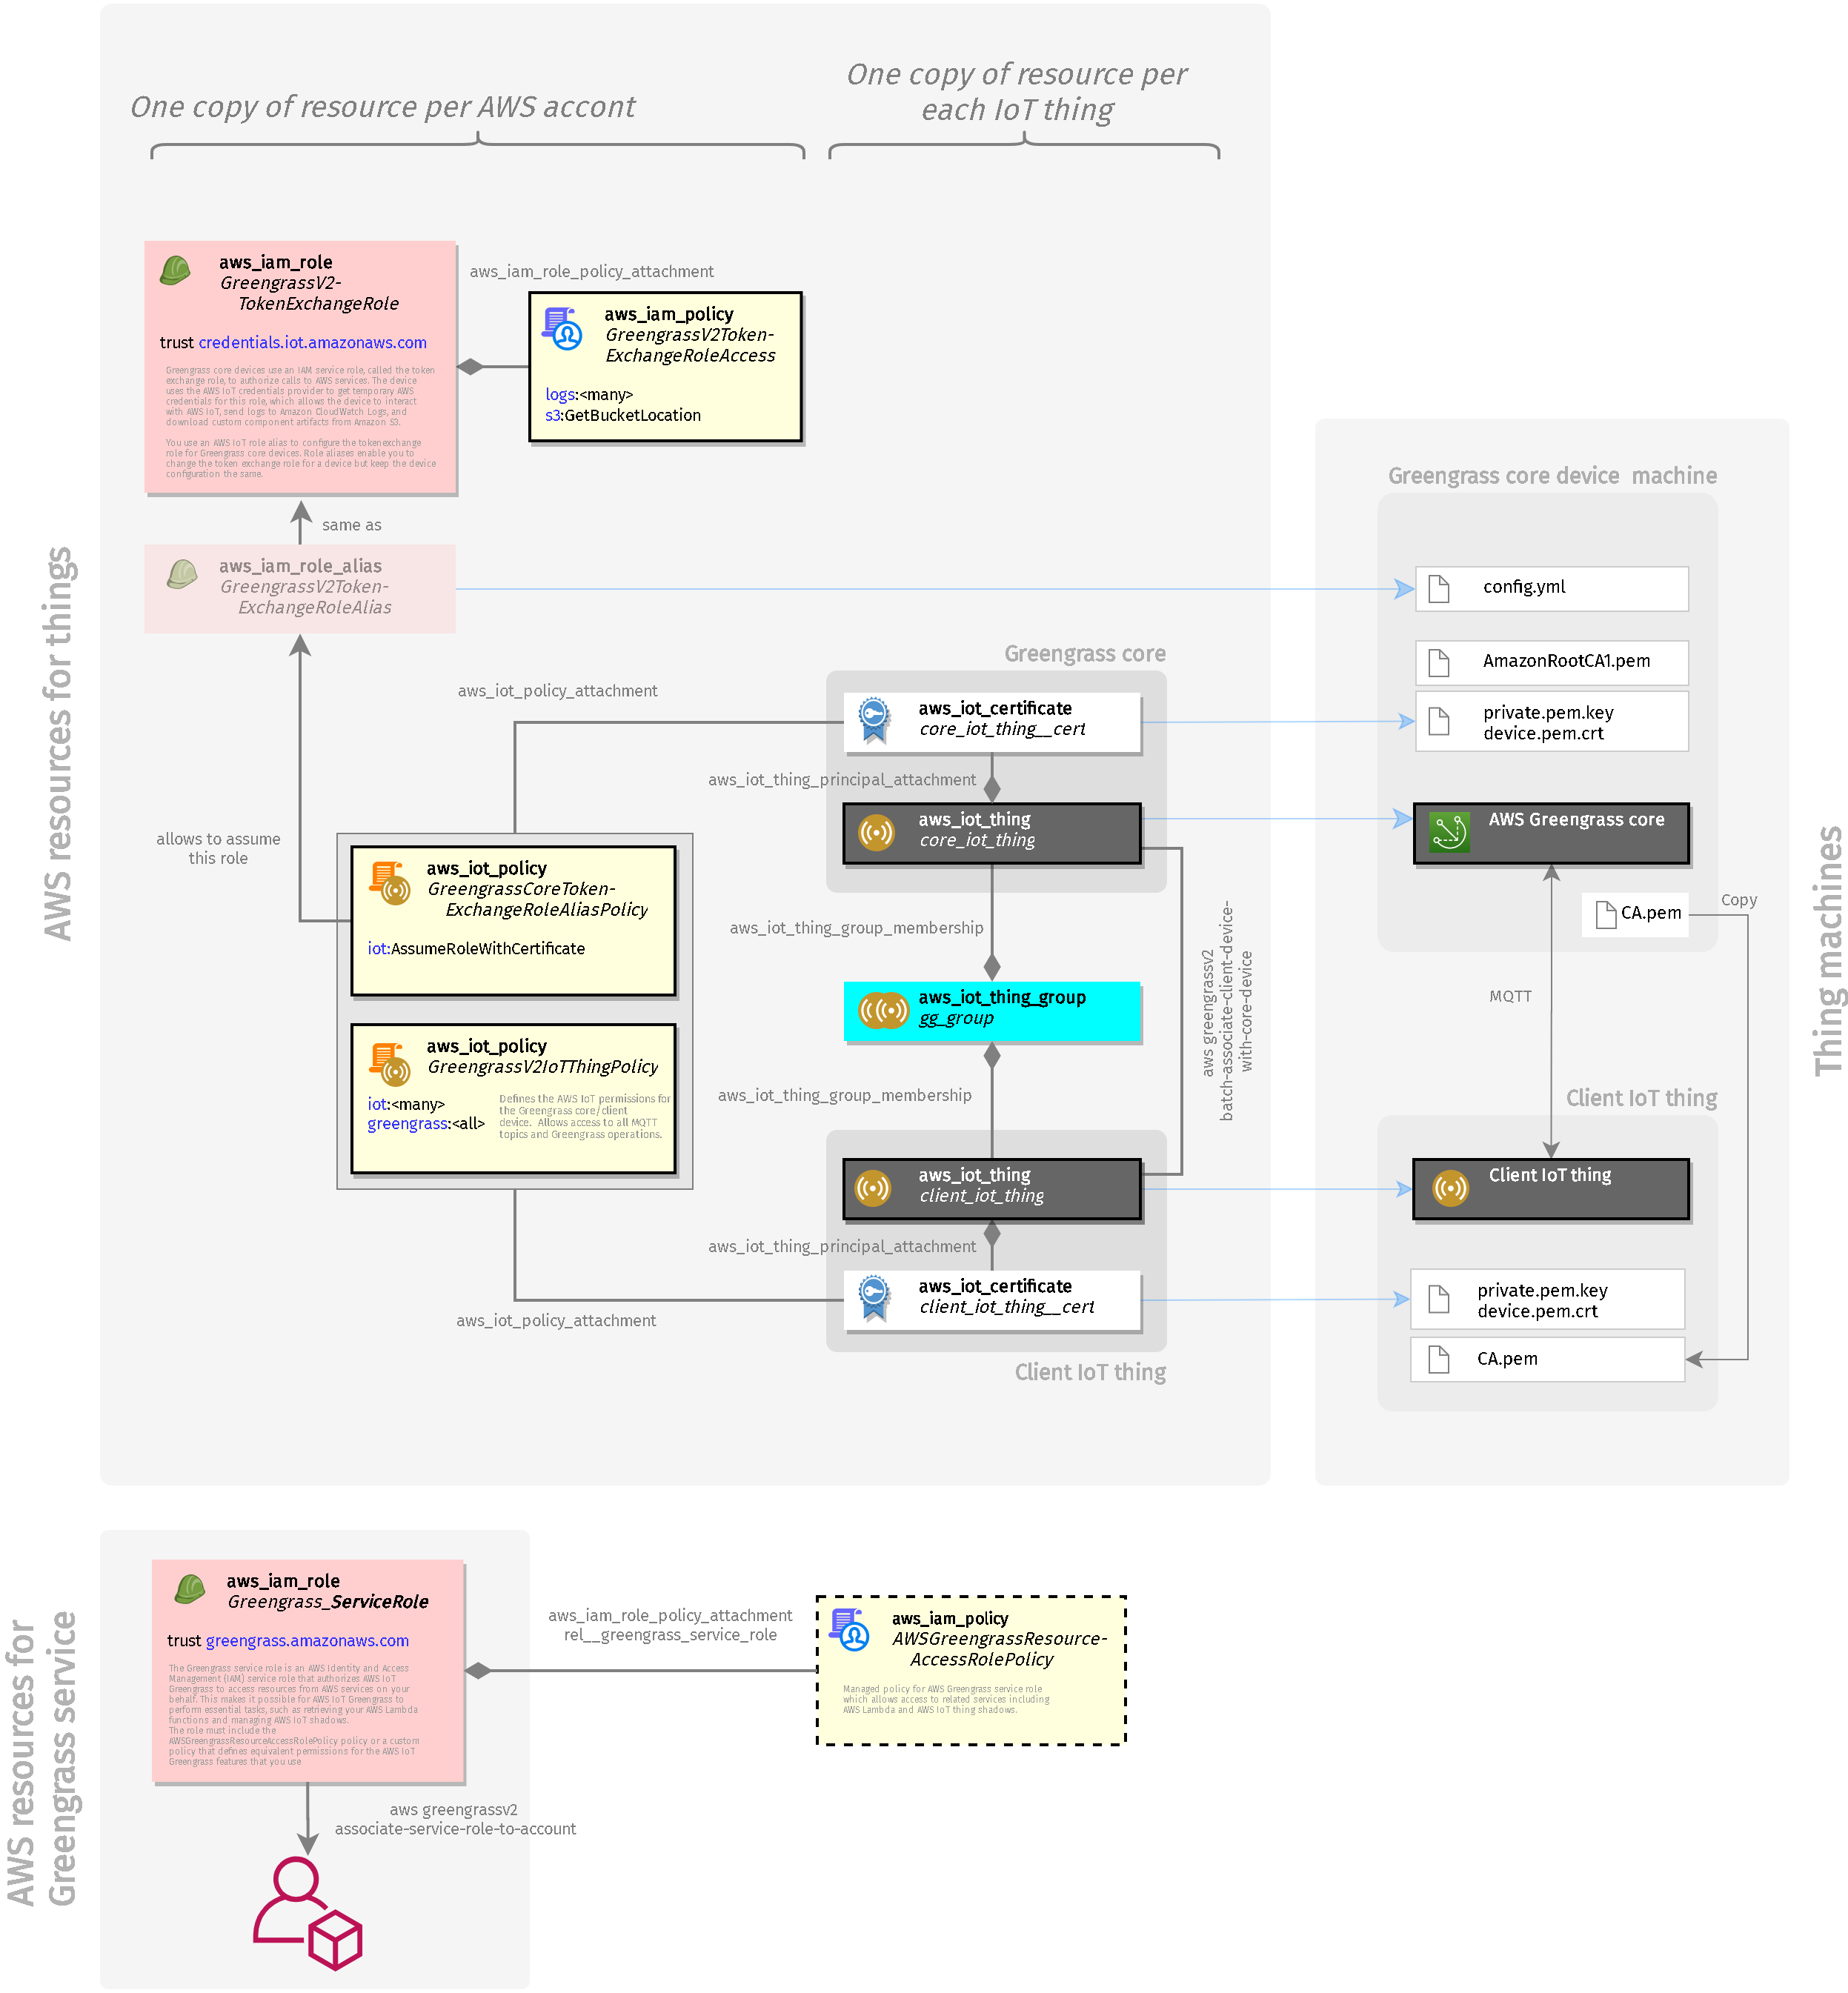 One copy of resource per AWS accont
One copy of resource per
each IoT thing
AWS resources for things
aws_iam_role
GreengrassV2-
TokenExchangeRole
trust credentials.iot.amazonaws.com
Greengrass core devices use an IAM service role, called the token
exchange role, to authorize calls to AWS services. The device
uses the AWS IoT credentials provider to get temporary AWS
credentials for this role, which allows the device to interact
with AWS IoT, send logs to Amazon CloudWatch Logs, and
download custom component artifacts from Amazon S3.
You use an AWS IoT role alias to configure the tokenexchange
role for Greengrass core devices. Role aliases enable you to
change the token exchange role for a device but keep the device
configuration the same.
aws_iam_role_policy_attachment
aws_iam_policy
GreengrassV2Token-
ExchangeRoleAccess
logs:<many>
s3:GetBucketLocation
same as
aws_iam_role_alias
GreengrassV2Token-
ExchangeRoleAlias
allows to assume
this role
aws_iot_policy_attachment
aws_iot_policy
GreengrassCoreToken-
ExchangeRoleAliasPolicy
iot:AssumeRoleWithCertificate
aws_iot_policy
GreengrassV2IoTThingPolicy
iot:<many>
greengrass:<all>
Defines the AWS IoT permissions for
the Greengrass core/client
device. Allows access to all MQTT
topics and Greengrass operations.
aws_iot_policy_attachment
Greengrass core
aws_iot_certificate
core_iot_thing__cert
aws_iot_thing_principal_attachment
aws_iot_thing
core_iot_thing
aws_iot_thing_group_membership
aws_iot_thing_group
gg_group
aws_iot_thing_group_membership
aws greengrassv2
batch-associate-client-device-
with-core-device
aws_iot_thing
client_iot_thing
aws_iot_thing_principal_attachment
aws_iot_certificate
client_iot_thing__cert
Client IoT thing
Thing machines
Greengrass core device machine
config.yml
AmazonRootCA1.pem
private.pem.key
device.pem.crt
AWS Greengrass core
CA.pem
Copy
MQTT
Client IoT thing
Client IoT thing
private.pem.key
device.pem.crt
CA.pem
AWS resources for
Greengrass service
aws_iam_role
Greengrass_ServiceRole
trust greengrass.amazonaws.com
The Greengrass service role is an AWS Identity and Access
Management (IAM) service role that authorizes AWS IoT
Greengrass to access resources from AWS services on your
behalf. This makes it possible for AWS IoT Greengrass to
perform essential tasks, such as retrieving your AWS Lambda
functions and managing AWS IoT shadows.
The role must include the
AWSGreengrassResourceAccessRolePolicy policy or a custom
policy that defines equivalent permissions for the AWS IoT
Greengrass features that you use
aws_iam_role_policy_attachment
rel__greengrass_service_role
aws_iam_policy
AWSGreengrassResource-
AccessRolePolicy
Managed policy for AWS Greengrass service role
which allows access to related services including
AWS Lambda and AWS IoT thing shadows.
aws greengrassv2
associate-service-role-to-account